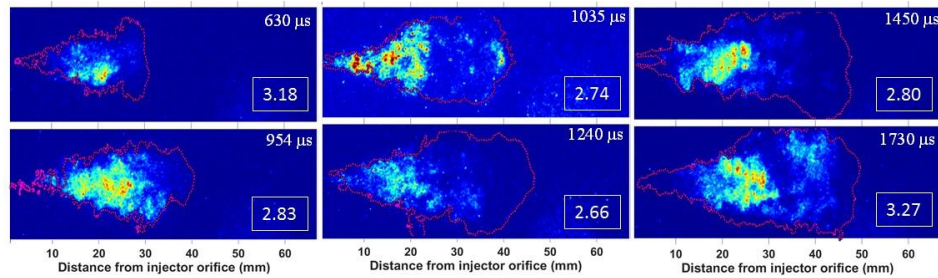 630 µs
3.18
1035 µs
2.74
1450 µs
2.80
954 µs
2.83
1240 µs
2.66
1730 µs
3.27
10 20 30 40 50 60
10 20 30 40 50 60
10 20 30 40 50 60
Distance from injector orifice (mm)
Distance from injector orifice (mm)
Distance from injector orifice (mm)